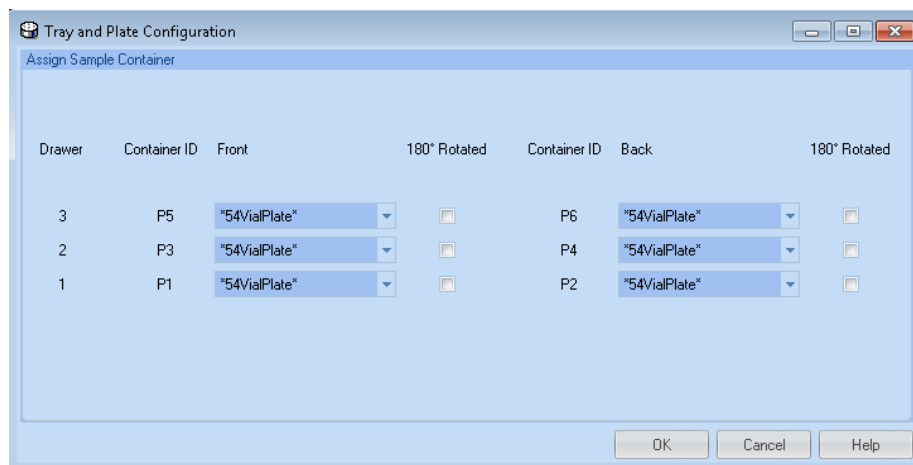 Tray and Plate Configuration
Assign Sample Container
Drawer Container ID Front 180° Rotated Container ID Back 180° Rotated
3 P5 *54VialPlate* P6 *54VialPlate*
2 P3 *54VialPlate* P4 *54VialPlate*
1 P1 *54VialPlate* P2 *54VialPlate*
OK Cancel Help